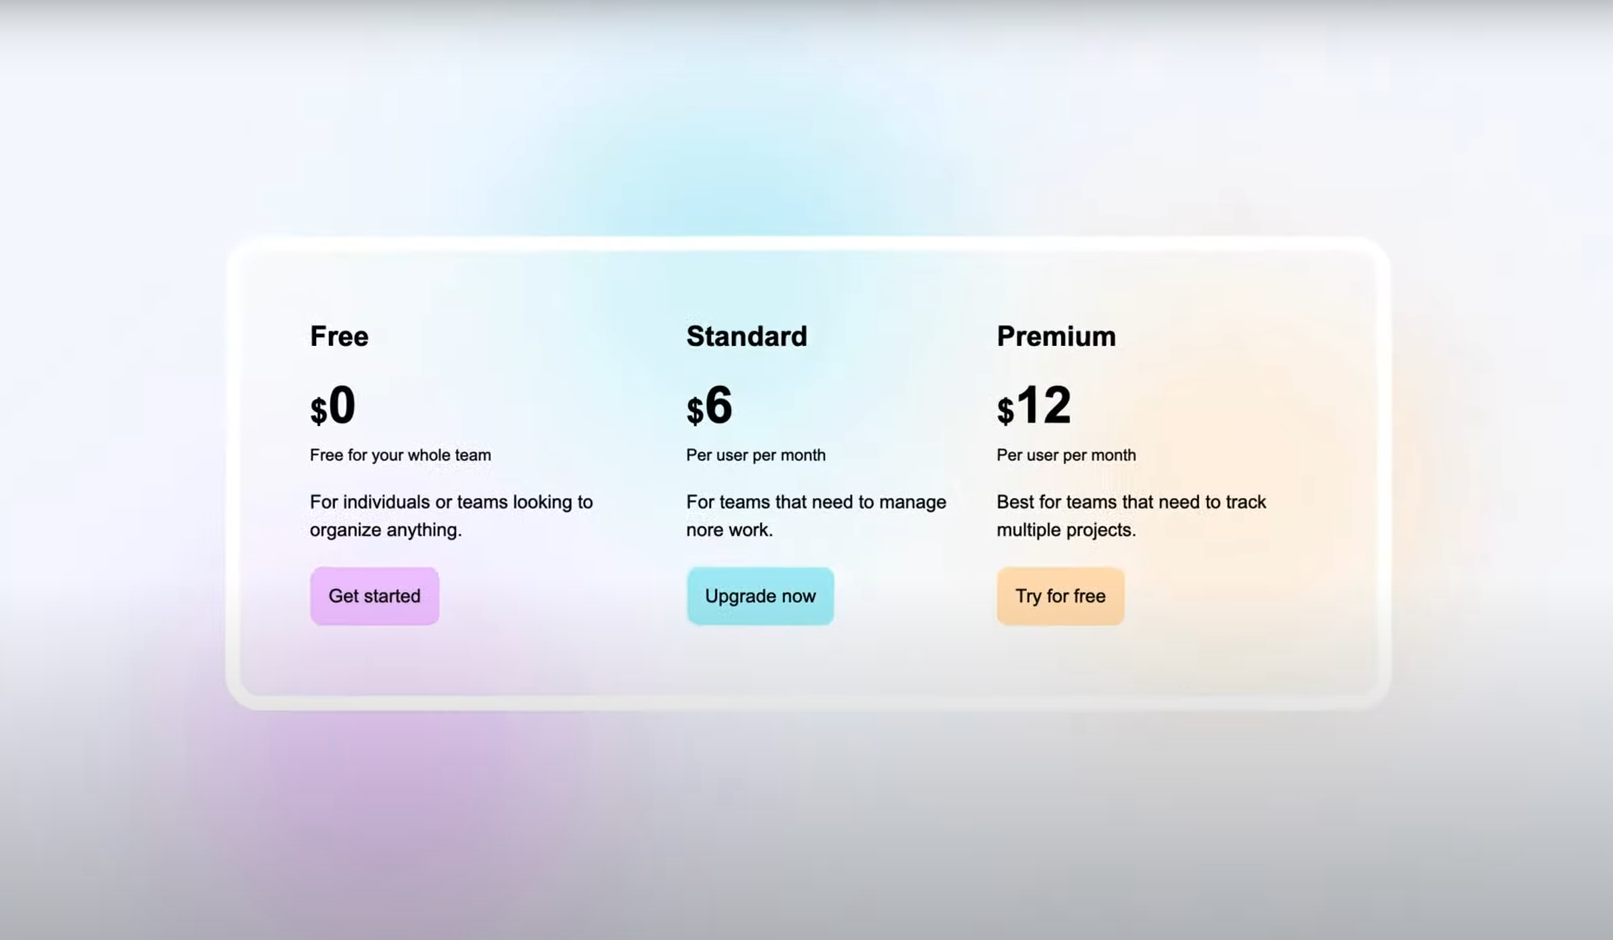 Free
$0
Free for your whole team
For individuals or teams looking to
organize anything.
Get started
Standard
$6
Per user per month
For teams that need to manage
nore work.
Upgrade now
Premium
$12
Per user per month
Best for teams that need to track
multiple projects.
Try for free